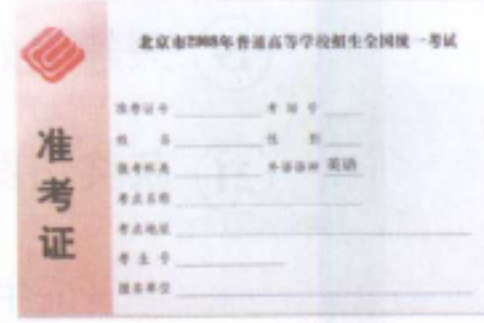 北京市2008年普通高等学校招生全国统一考试
准考证
准考证号 考场号
姓 名 性 别
报考科类 外语语种 英语
考点名称
考点地址
考生号
报名单位